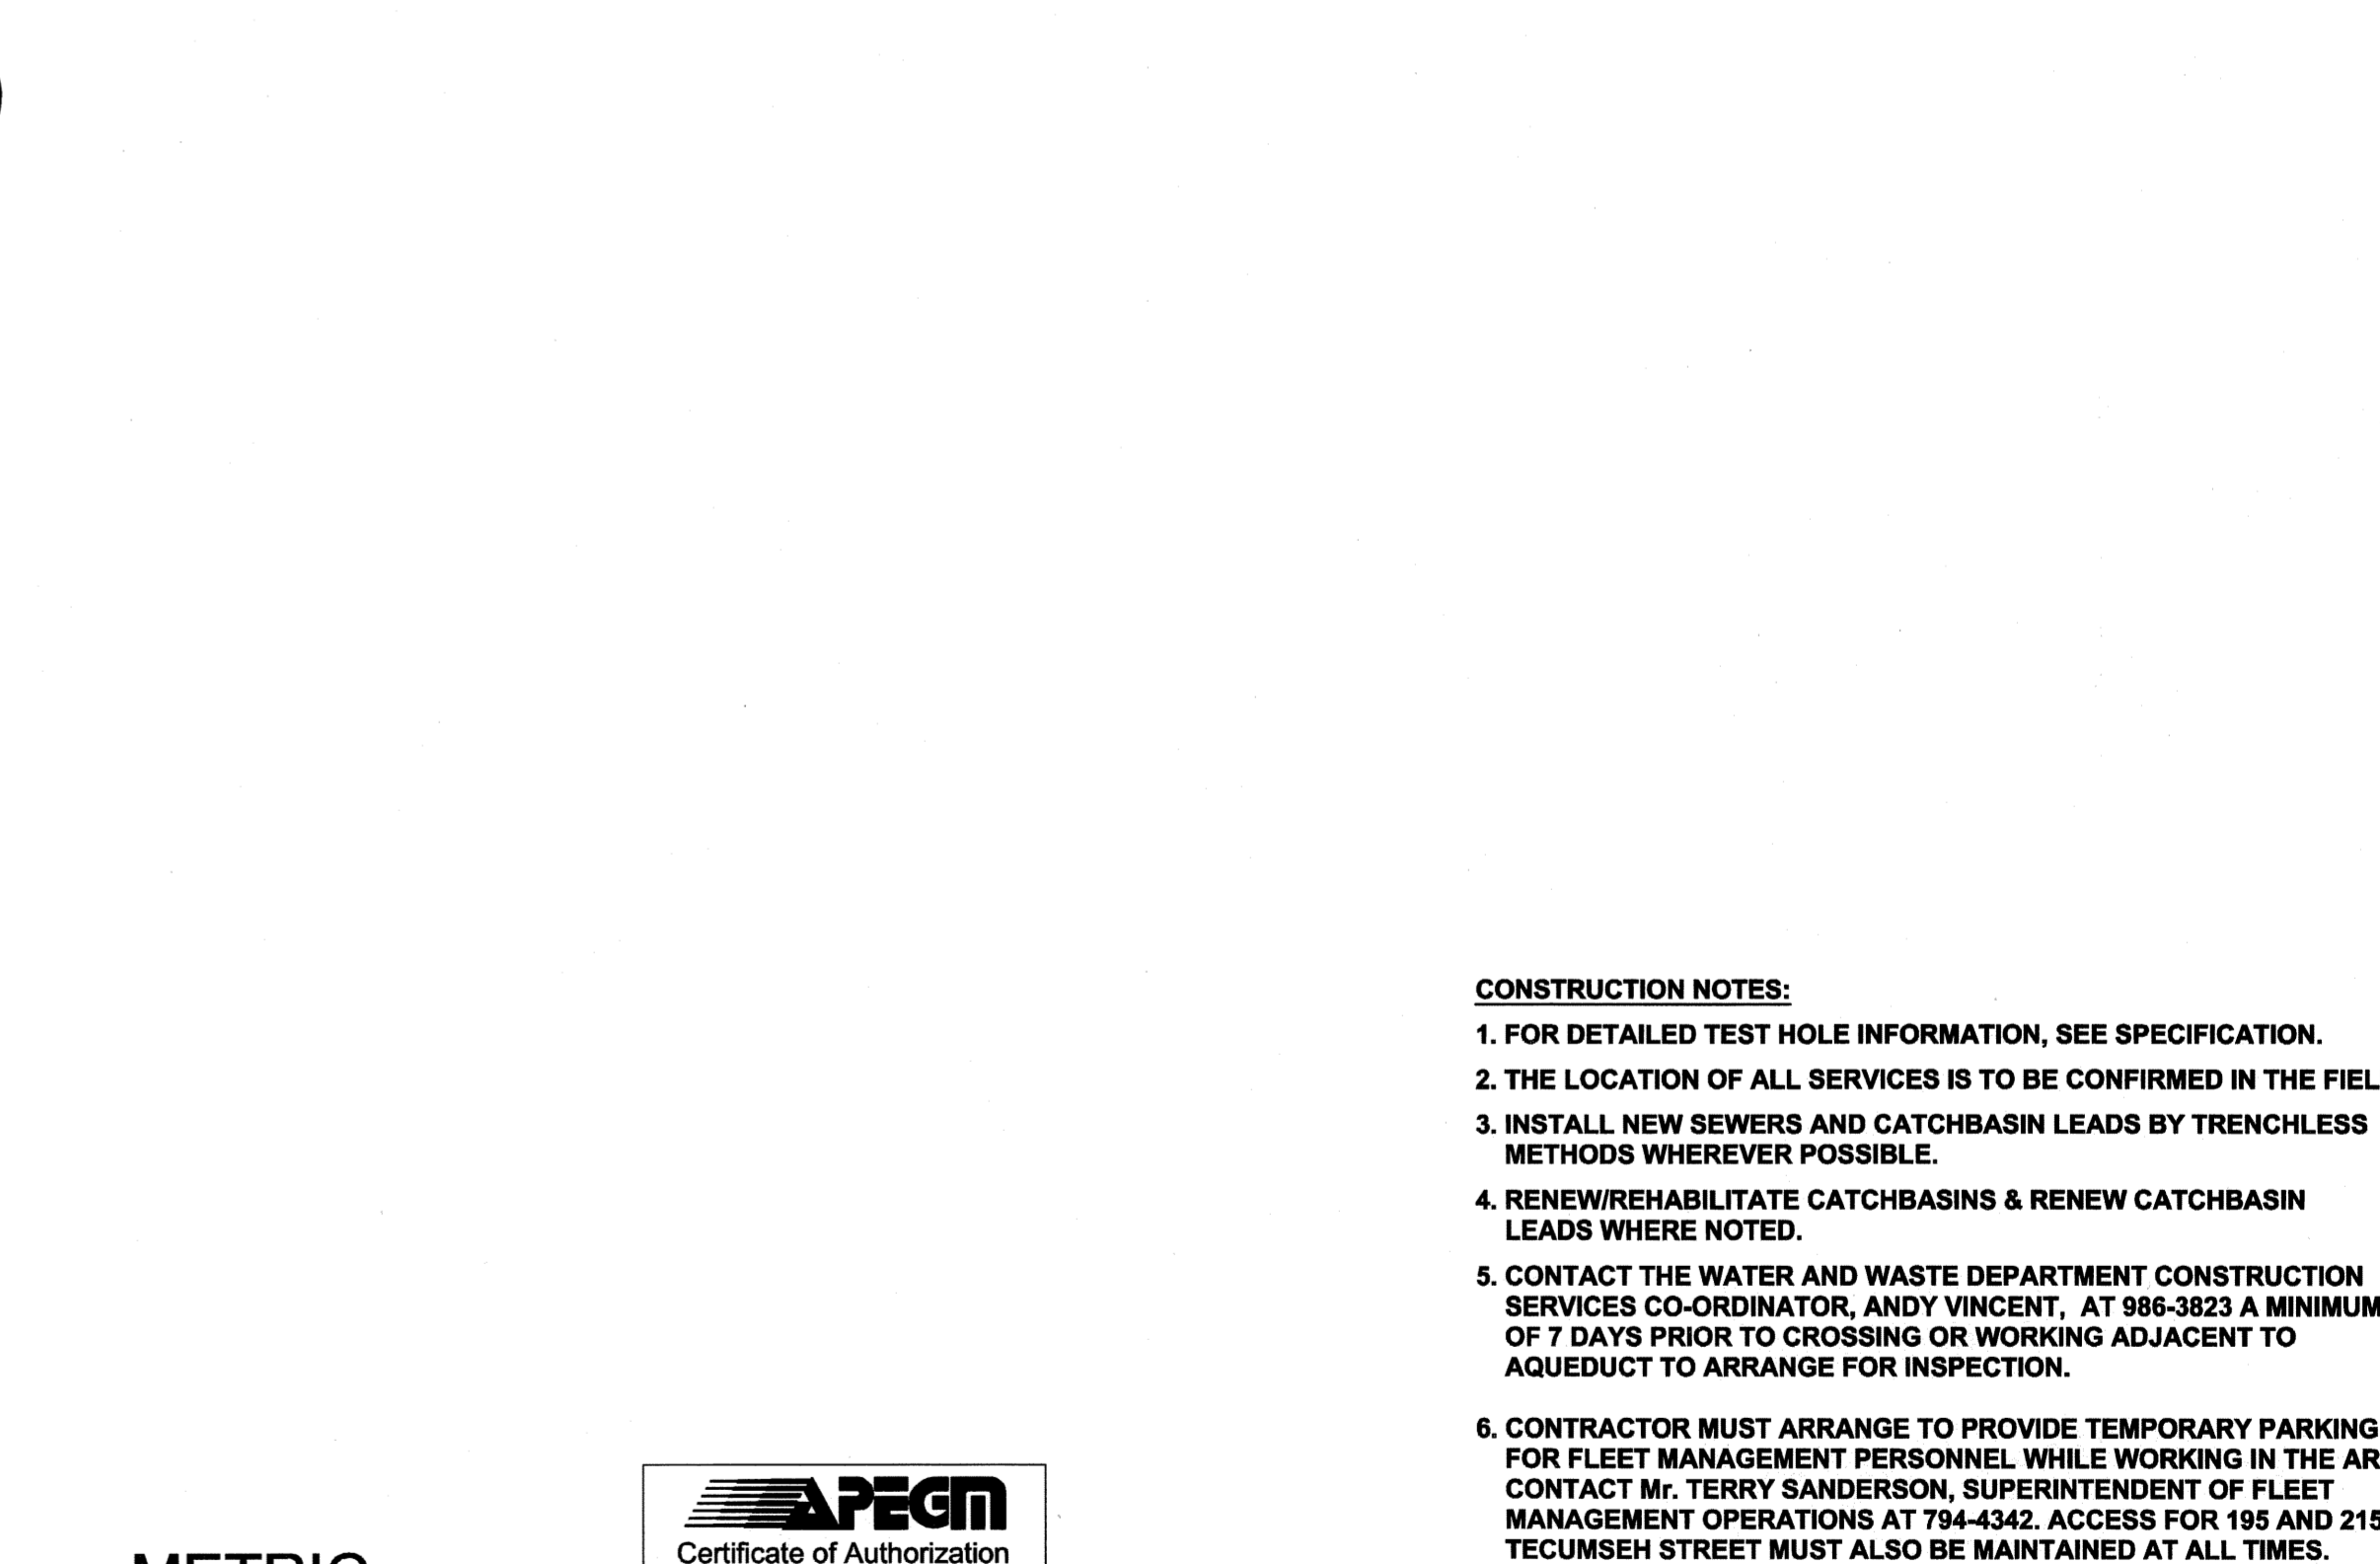 CONSTRUCTION NOTES:
1. FOR DETAILED TEST HOLE INFORMATION, SEE SPECIFICATION.
2. THE LOCATION OF ALL SERVICES IS TO BE CONFIRMED IN THE FIEL
3. INSTALL NEW SEWERS AND CATCHBASIN LEADS BY TRENCHLESS
METHODS WHEREVER POSSIBLE.
4. RENEW/REHABILITATE CATCHBASINS & RENEW CATCHBASIN
LEADS WHERE NOTED.
5. CONTACT THE WATER AND WASTE DEPARTMENT CONSTRUCTION
SERVICES CO-ORDINATOR, ANDY VINCENT, AT 986-3823 A MINIMUM
OF 7 DAYS PRIOR TO CROSSING OR WORKING ADJACENT TO
AQUEDUCT TO ARRANGE FOR INSPECTION.
6. CONTRACTOR MUST ARRANGE TO PROVIDE TEMPORARY PARKING
FOR FLEET MANAGEMENT PERSONNEL WHILE WORKING IN THE AR
CONTACT Mr. TERRY SANDERSON, SUPERINTENDENT OF FLEET
MANAGEMENT OPERATIONS AT 794-4342. ACCESS FOR 195 AND 215
TECUMSEH STREET MUST ALSO BE MAINTAINED AT ALL TIMES.
APEGM
Certificate of Authorization
METRIC